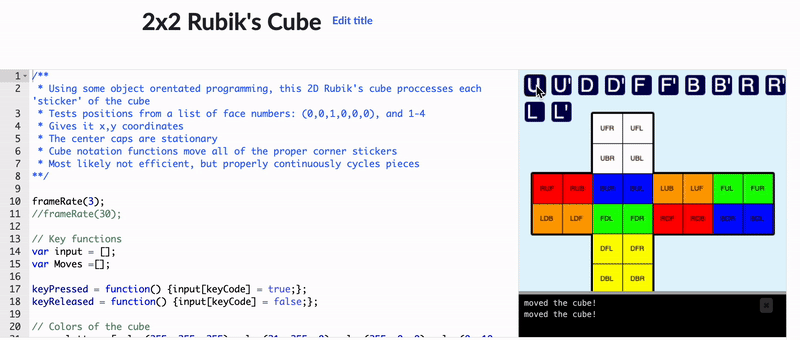 2x2 Rubik's Cube Edit title
1 /**
2 * Using some object orentated programming, this 2D Rubik's cube proccesses each
'sticker' of the cube
3 * Tests positions from a list of face numbers: (0,0,1,0,0,0), and 1-4
4 * Gives it x,y coordinates
5 * The center caps are stationary
6 * Cube notation functions move all of the proper corner stickers
7 * Most likely not efficient, but properly continuously cycles pieces
8 **/
9
10 frameRate(3);
11 //frameRate(30);
12
13 // Key functions
14 var input = [];
15 var Moves =[];
16
17 keyPressed = function() {input[keyCode] = true;};
18 keyReleased = function() {input[keyCode] = false;};
19
20 // Colors of the cube
U U' D D' F F' B B' R R'
L L'
UFR UFL
UBR UBL
RUF RUB LUB LUF FUL FUR
LDB LDF FDL FDR RDF RDB
DFL DFR
DBL DBR
moved the cube!
moved the cube!